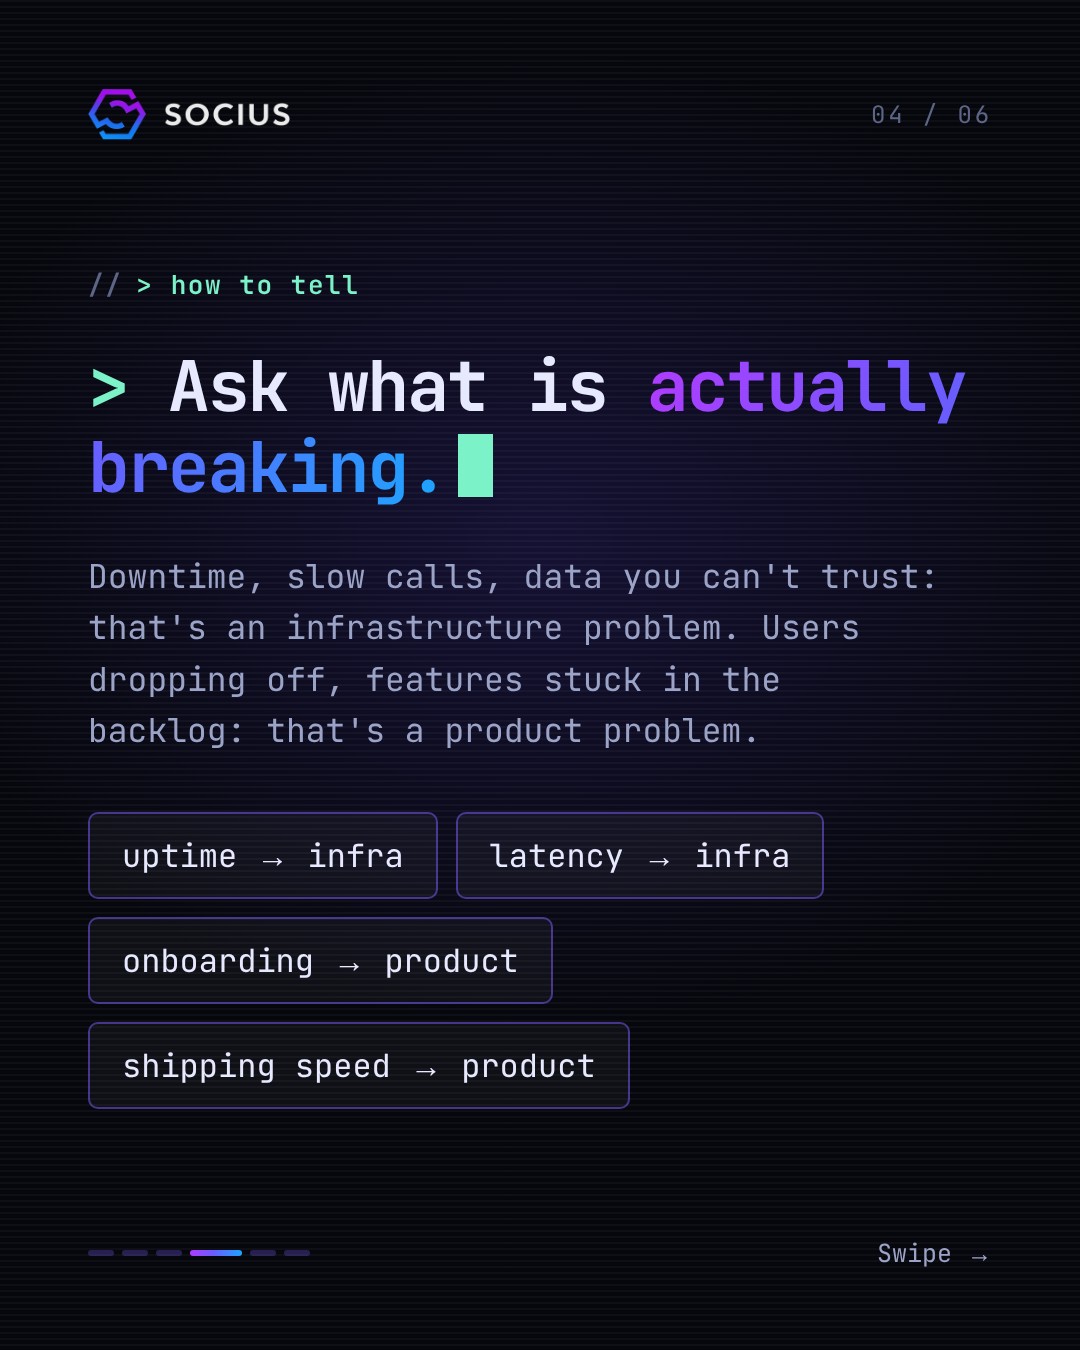 SOCIUS
04 / 06
// > how to tell
> Ask what is actually
breaking.
Downtime, slow calls, data you can't trust:
that's an infrastructure problem. Users
dropping off, features stuck in the
backlog: that's a product problem.
uptime → infra
latency → infra
onboarding → product
shipping speed → product
Swipe →